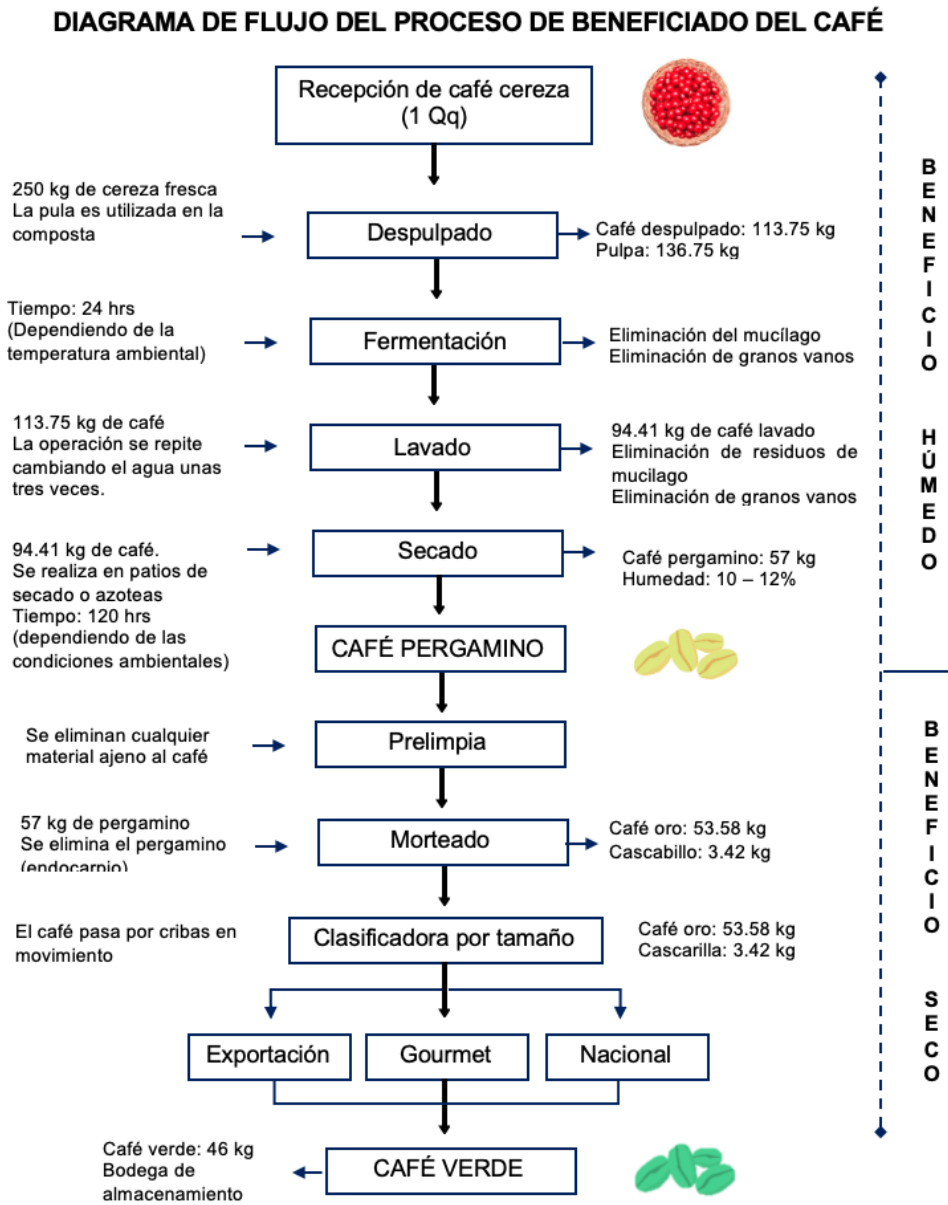 DIAGRAMA DE FLUJO DEL PROCESO DE BENEFICIADO DEL CAFÉ
Recepción de café cereza
(1 Qq)
250 kg de cereza fresca
La pula es utilizada en la
composta
Despulpado
Café despulpado: 113.75 kg
Pulpa: 136.75 kg
Tiempo: 24 hrs
(Dependiendo de la
temperatura ambiental)
Fermentación
Eliminación del mucílago
Eliminación de granos vanos
113.75 kg de café
La operación se repite
cambiando el agua unas
tres veces.
Lavado
94.41 kg de café lavado
Eliminación de residuos de
mucilago
Eliminación de granos vanos
94.41 kg de café.
Se realiza en patios de
secado o azoteas
Tiempo: 120 hrs
(dependiendo de las
condiciones ambientales)
Secado
Café pergamino: 57 kg
Humedad: 10 – 12%
CAFÉ PERGAMINO
BENEFICIO HÚMEDO
Se eliminan cualquier
material ajeno al café
Prelimpia
57 kg de pergamino
Se elimina el pergamino
(endocarpio)
Morteado
Café oro: 53.58 kg
Cascabillo: 3.42 kg
El café pasa por cribas en
movimiento
Clasificadora por tamaño
Café oro: 53.58 kg
Cascarilla: 3.42 kg
Exportación
Gourmet
Nacional
Café verde: 46 kg
Bodega de
almacenamiento
CAFÉ VERDE
BENEFICIO SECO